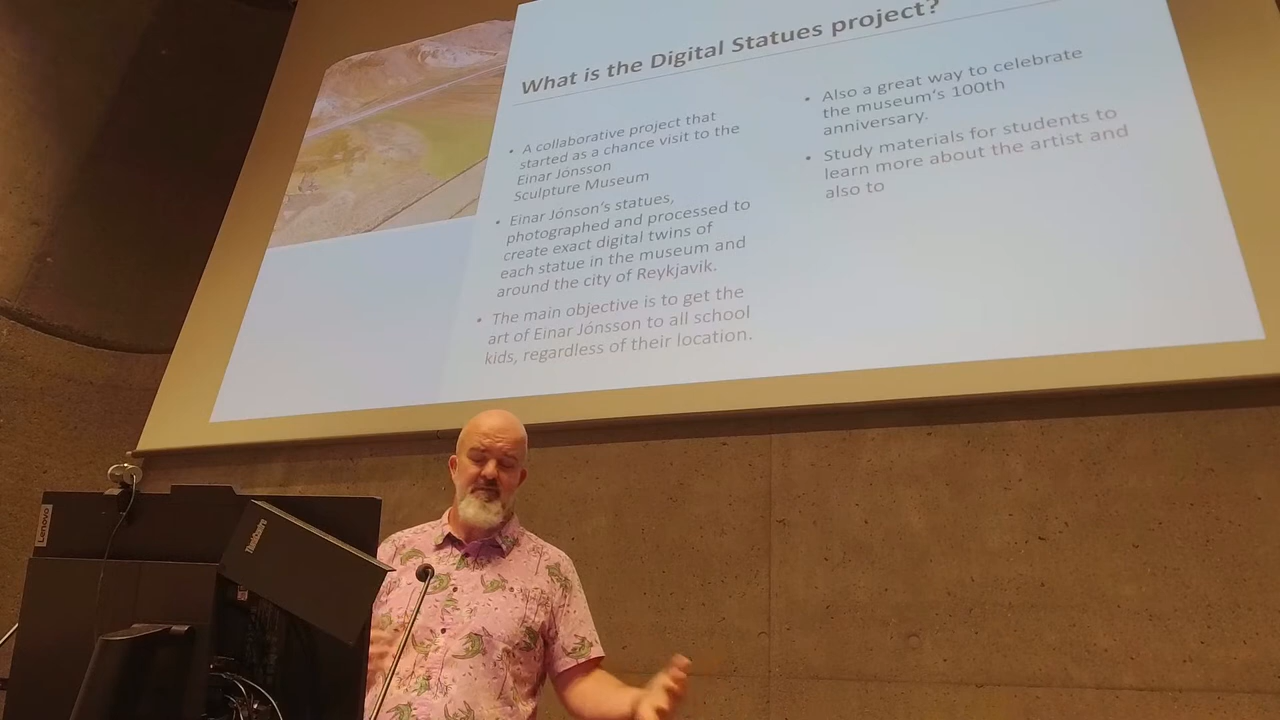 What is the Digital Statues project?
• A collaborative project that
started as a chance visit to the
Einar Jónsson
Sculpture Museum
• Einar Jónson's statues,
photographed and processed to
create exact digital twins of
each statue in the museum and
around the city of Reykjavik.
• The main objective is to get the
art of Einar Jónsson to all school
kids, regardless of their location.
• Also a great way to celebrate
the museum's 100th
anniversary.
• Study materials for students to
learn more about the artist and
also to
Lenovo
ThinkCentre